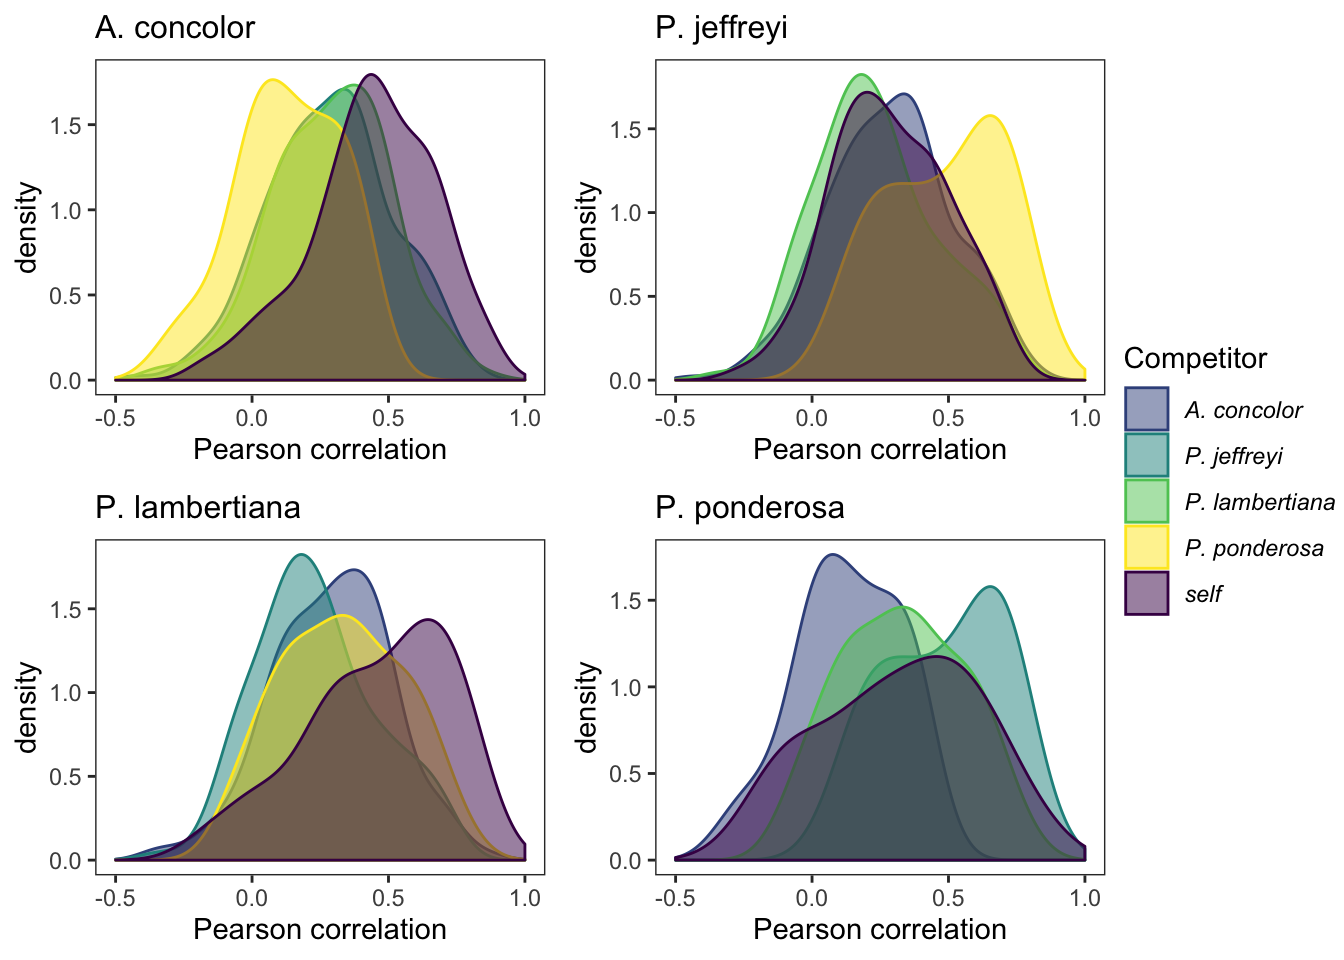 A. concolor
1.5
1.0
0.5
0.0
density
-0.5 0.0 0.5 1.0
Pearson correlation
P. jeffreyi
1.5
1.0
0.5
0.0
density
-0.5 0.0 0.5 1.0
Pearson correlation
P. lambertiana
1.5
1.0
0.5
0.0
density
-0.5 0.0 0.5 1.0
Pearson correlation
P. ponderosa
1.5
1.0
0.5
0.0
density
-0.5 0.0 0.5 1.0
Pearson correlation
Competitor
A. concolor
P. jeffreyi
P. lambertiana
P. ponderosa
self